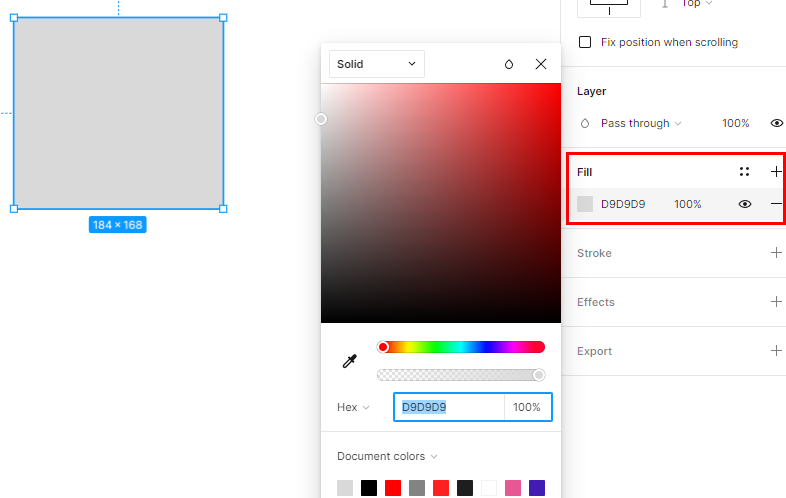 Top
Solid
Fix position when scrolling
Layer
Pass through 100%
Fill
D9D9D9 100%
184 × 168
Stroke
Effects
Export
Hex D9D9D9 100%
Document colors